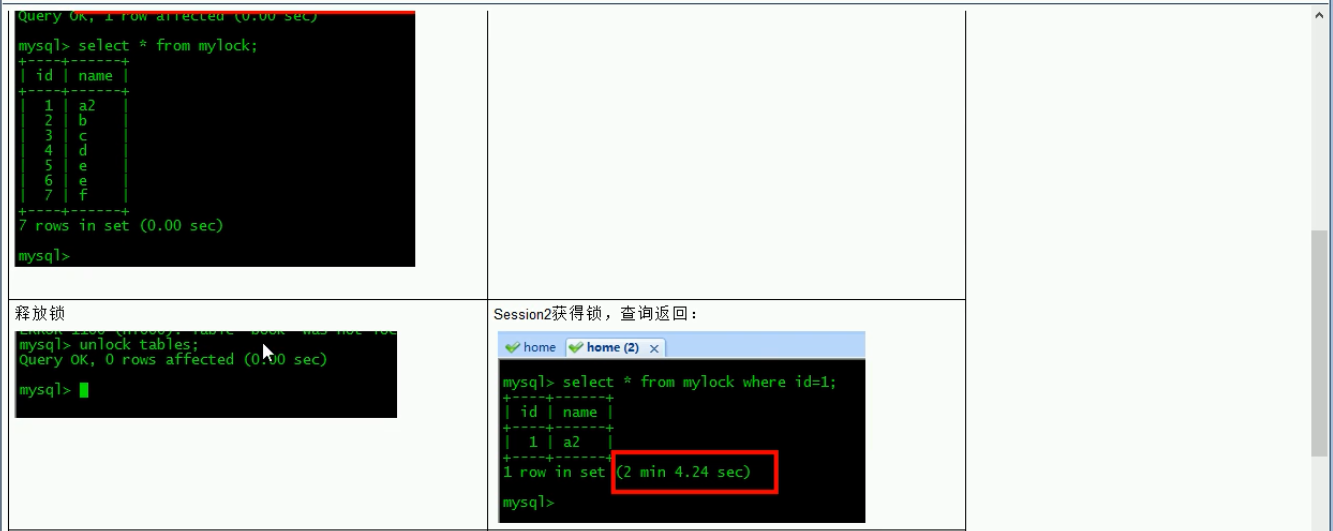 Query OK, 1 row affected (0.00 sec)
mysql> select * from mylock;
+----+------+
| id | name |
+----+------+
| 1 | a2 |
| 2 | b |
| 3 | c |
| 4 | d |
| 5 | e |
| 6 | e |
| 7 | f |
+----+------+
7 rows in set (0.00 sec)
mysql>
释放锁
mysql> unlock tables;
Query OK, 0 rows affected (0.00 sec)
mysql>
Session2获得锁，查询返回：
home home (2) x
mysql> select * from mylock where id=1;
+----+------+
| id | name |
+----+------+
| 1 | a2 |
+----+------+
1 row in set (2 min 4.24 sec)
mysql>